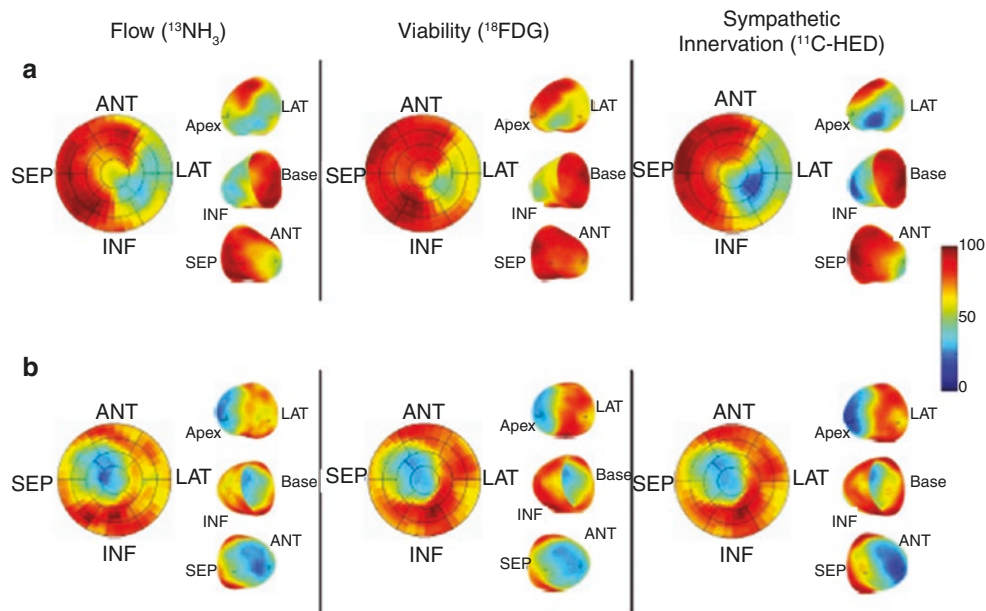 Flow (¹³NH₃)
Viability (¹⁸FDG)
Sympathetic
Innervation (¹¹C-HED)
a
ANT
SEP
LAT
INF
Apex
LAT
Base
INF
ANT
SEP
ANT
SEP
LAT
INF
Apex
LAT
Base
INF
ANT
SEP
ANT
SEP
LAT
INF
Apex
LAT
Base
INF
ANT
SEP
100
50
0
b
ANT
SEP
LAT
INF
Apex
LAT
Base
INF
ANT
SEP
ANT
SEP
LAT
INF
Apex
LAT
Base
INF
ANT
SEP
ANT
SEP
LAT
INF
Apex
LAT
Base
INF
ANT
SEP